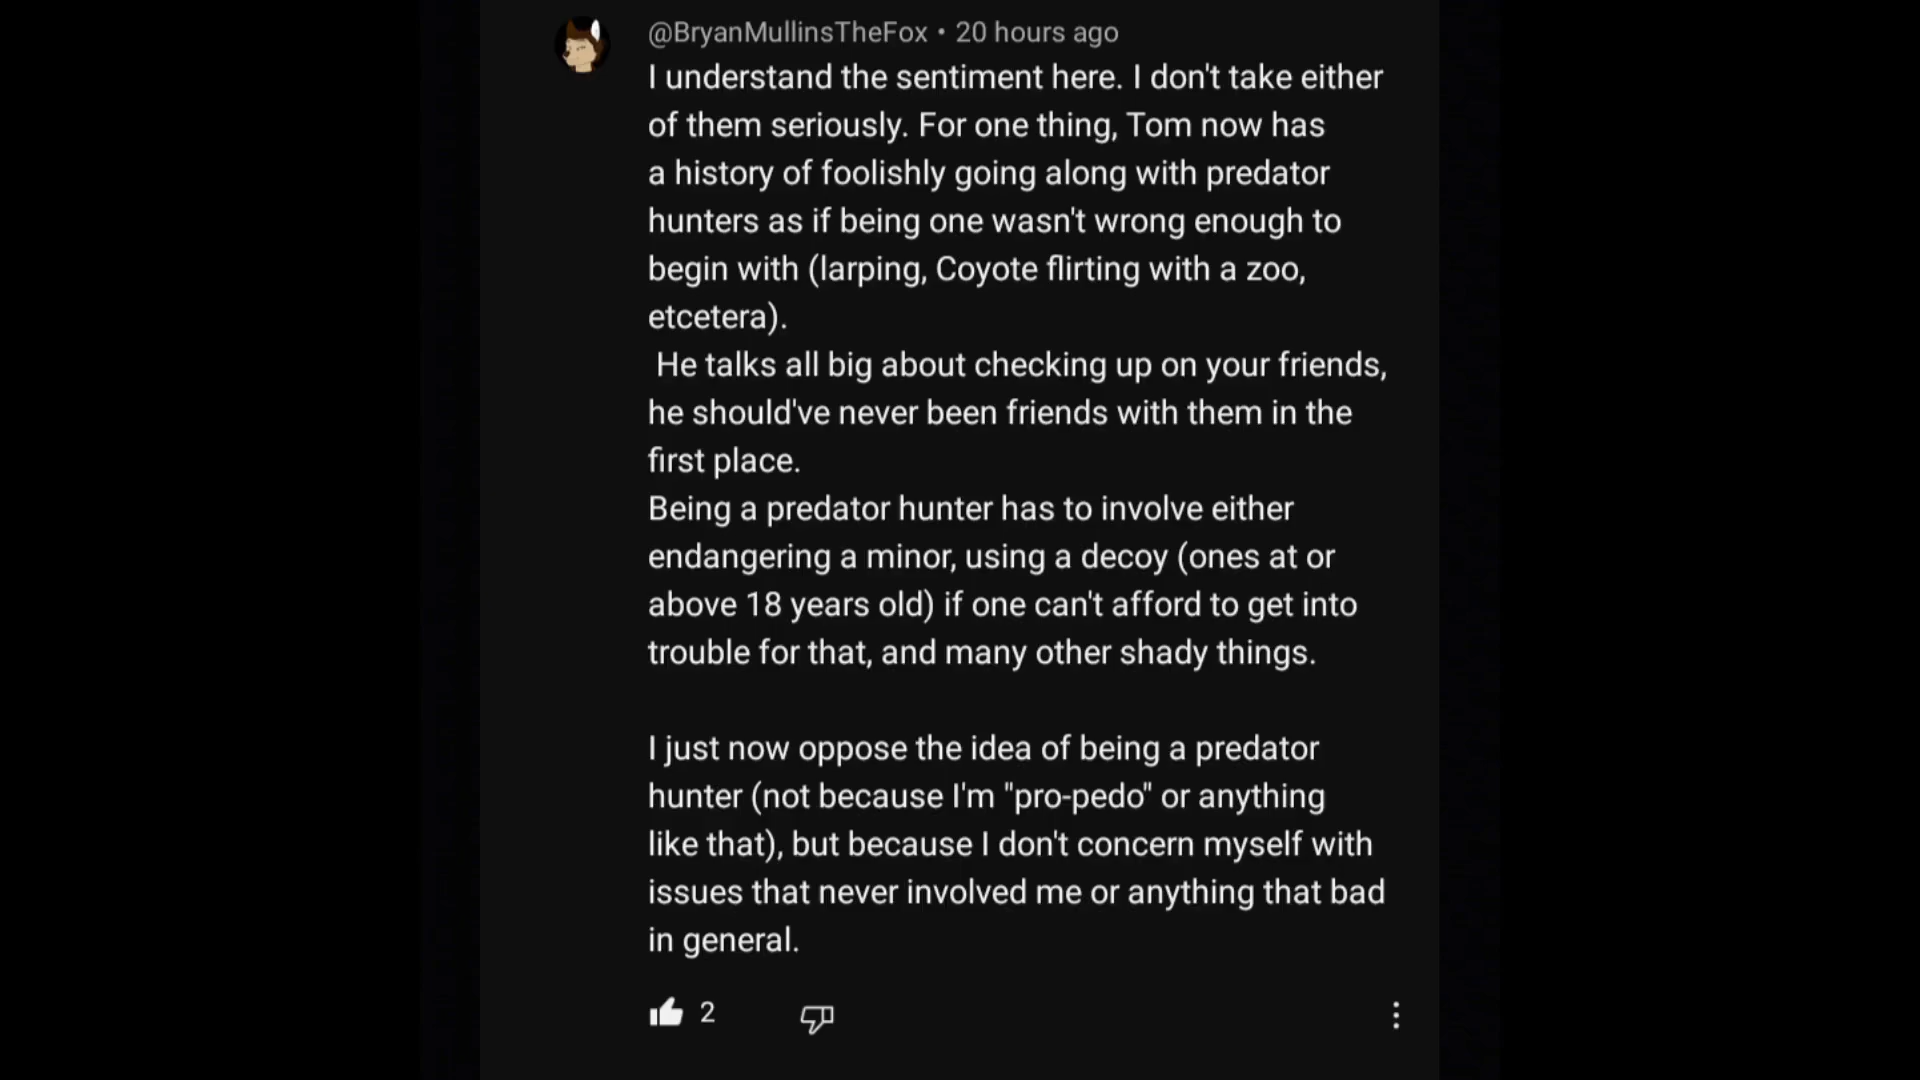 @BryanMullinsTheFox • 20 hours ago
I understand the sentiment here. I don't take either
of them seriously. For one thing, Tom now has
a history of foolishly going along with predator
hunters as if being one wasn't wrong enough to
begin with (larping, Coyote flirting with a zoo,
etcetera).
He talks all big about checking up on your friends,
he should've never been friends with them in the
first place.
Being a predator hunter has to involve either
endangering a minor, using a decoy (ones at or
above 18 years old) if one can't afford to get into
trouble for that, and many other shady things.
I just now oppose the idea of being a predator
hunter (not because I'm "pro-pedo" or anything
like that), but because I don't concern myself with
issues that never involved me or anything that bad
in general.
2